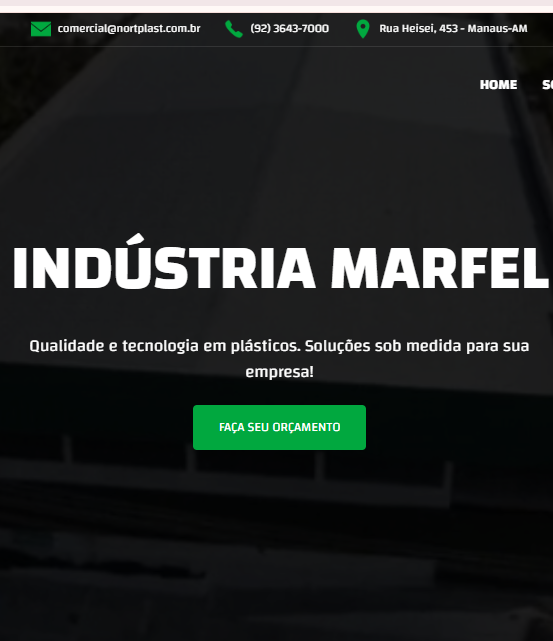 comercial@nortplast.com.br (92) 3643-7000 Rua Heisei, 453 - Manaus-AM
HOME
INDÚSTRIA MARFEL
Qualidade e tecnologia em plásticos. Soluções sob medida para sua
empresa!
FAÇA SEU ORÇAMENTO